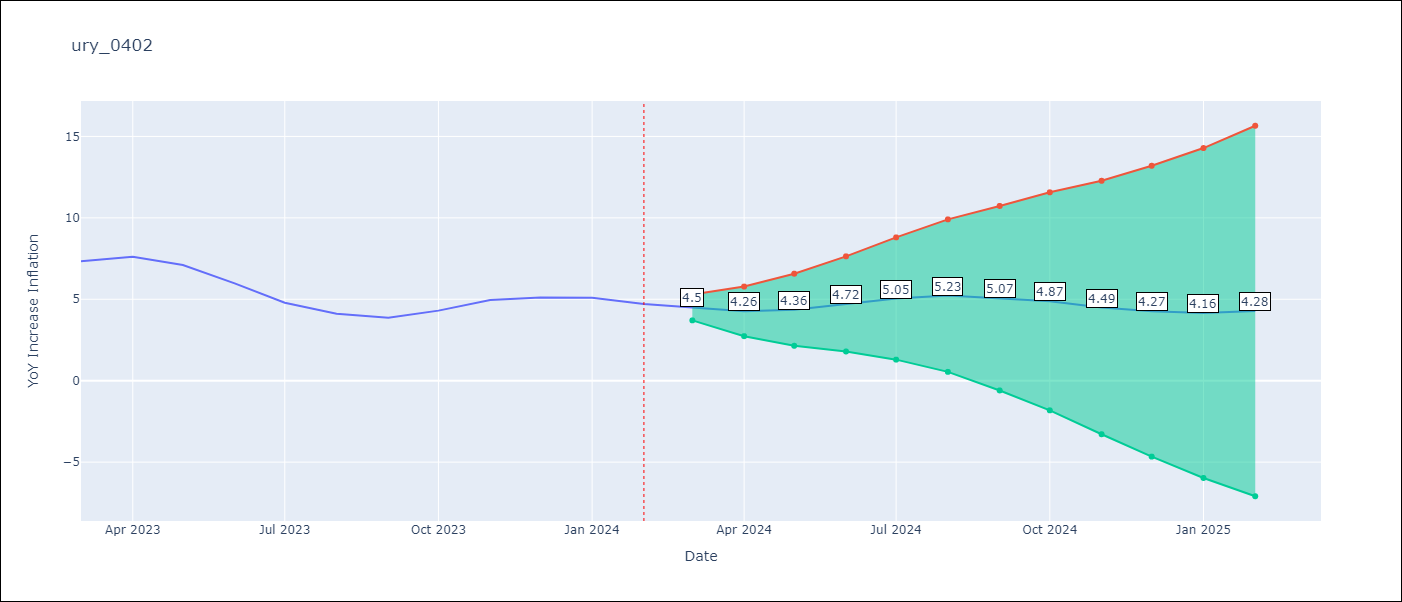 ury_0402
15
10
5
0
−5
YoY Increase Inflation
4.5
4.26
4.36
4.72
5.05
5.23
5.07
4.87
4.49
4.27
4.16
4.28
Apr 2023
Jul 2023
Oct 2023
Jan 2024
Apr 2024
Jul 2024
Oct 2024
Jan 2025
Date